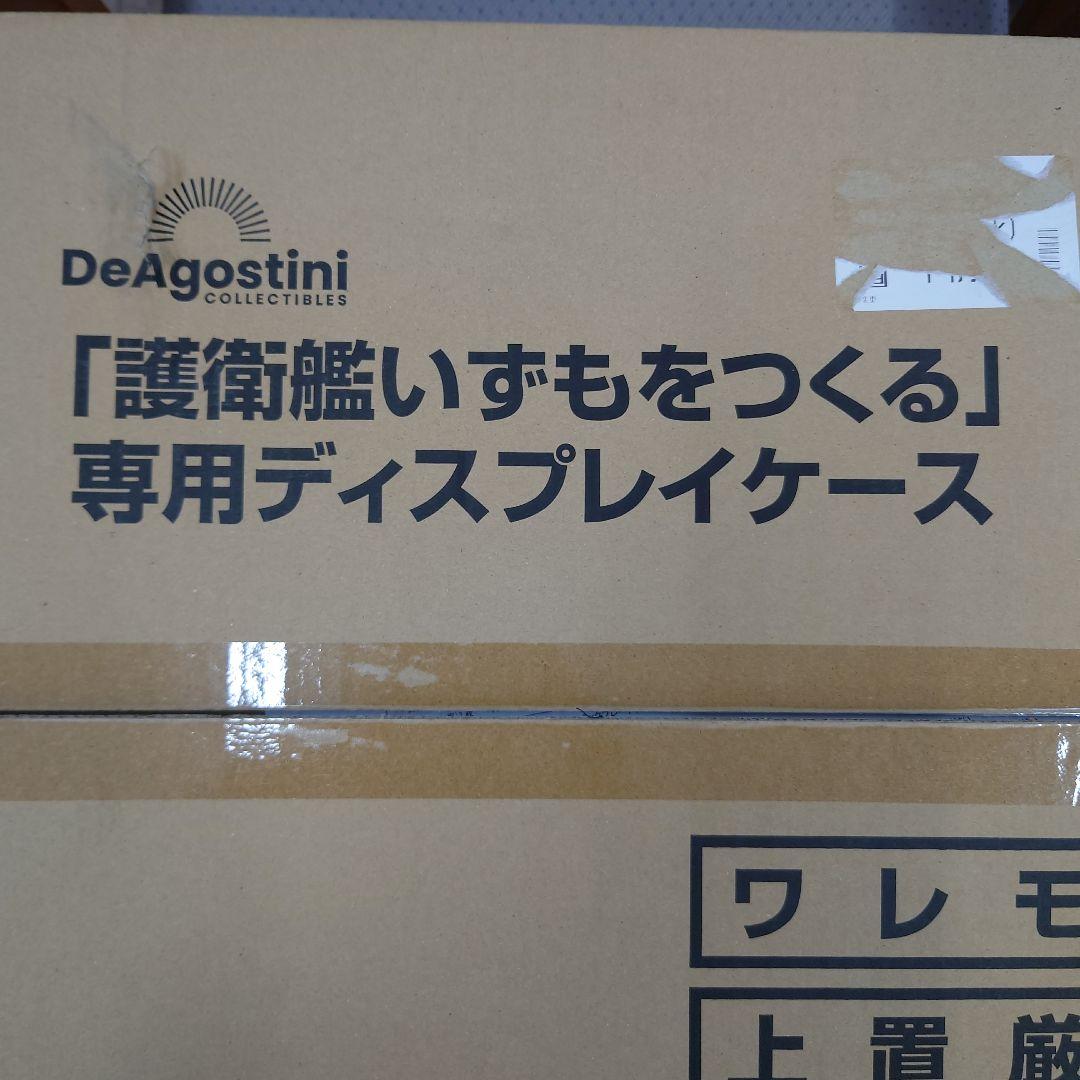 DeAgostini
COLLECTIBLES
「護衛艦いずもをつくる」
専用ディスプレイケース
ワレモ
上置厳